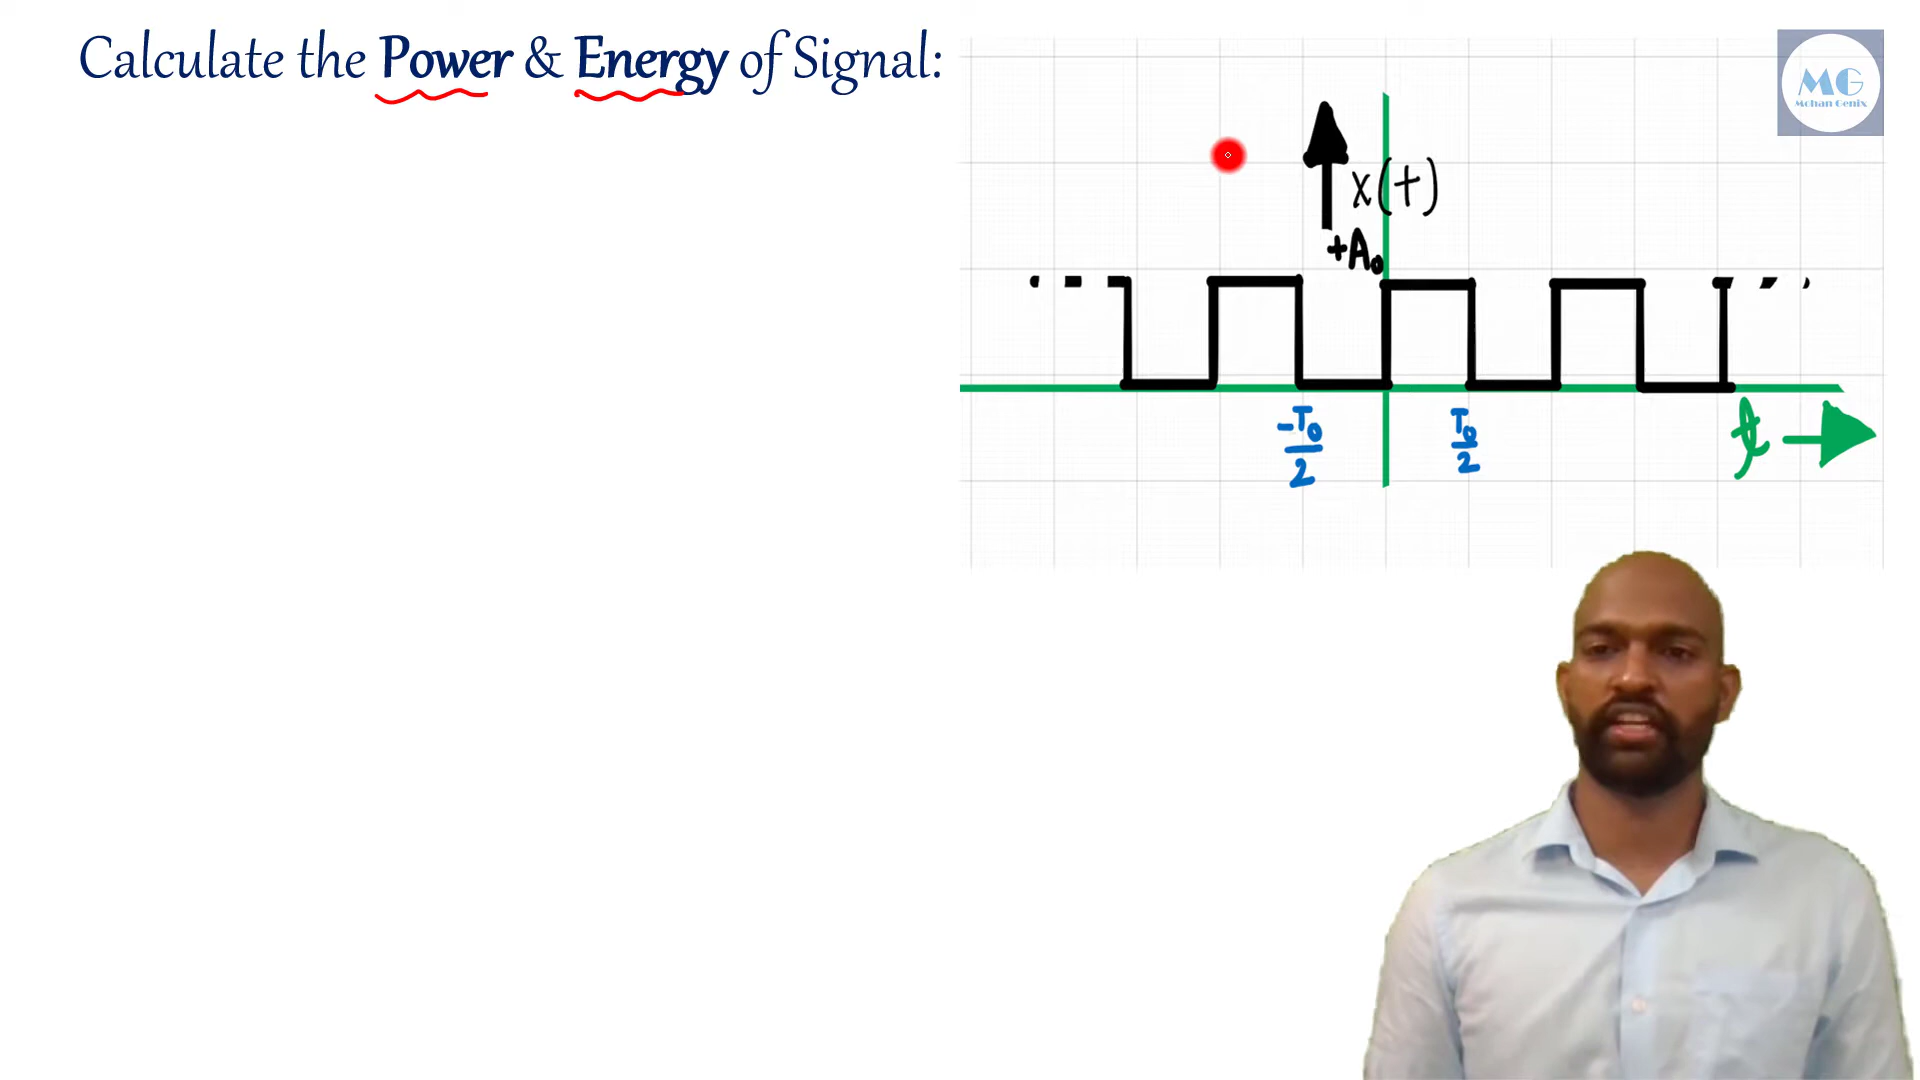 Calculate the Power & Energy of Signal:
MG
Mohan Genix
x(t)
+A₀
-T₀/2
T₀/2
t